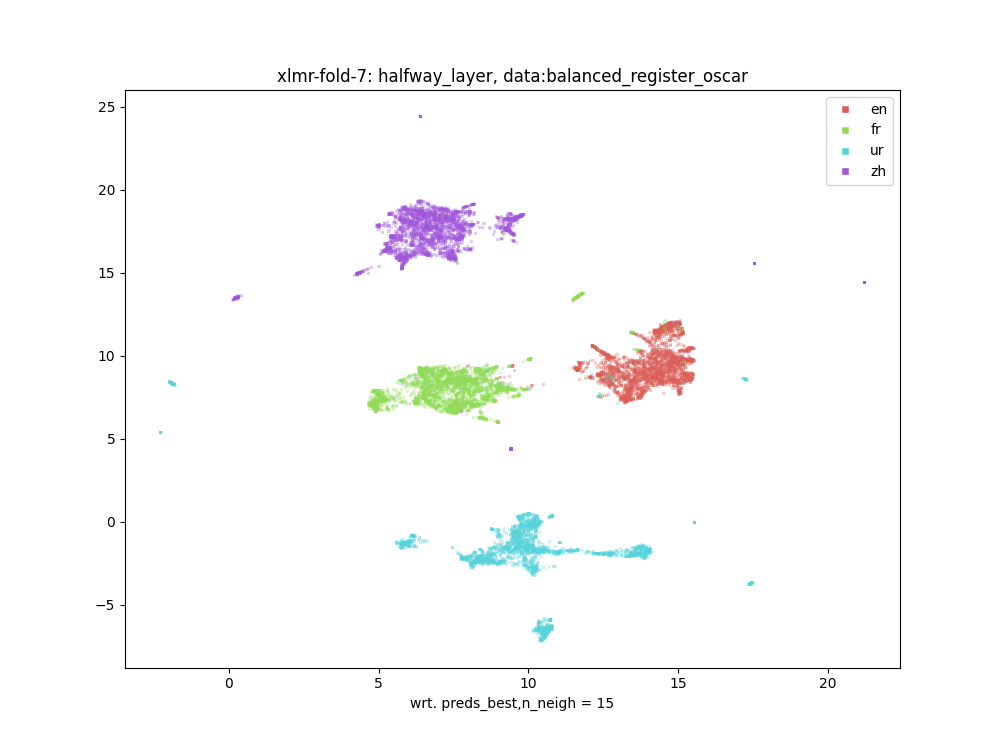 xlmr-fold-7: halfway_layer, data:balanced_register_oscar
en
fr
ur
zh
25
20
15
10
5
0
−5
0
5
10
15
20
wrt. preds_best,n_neigh = 15